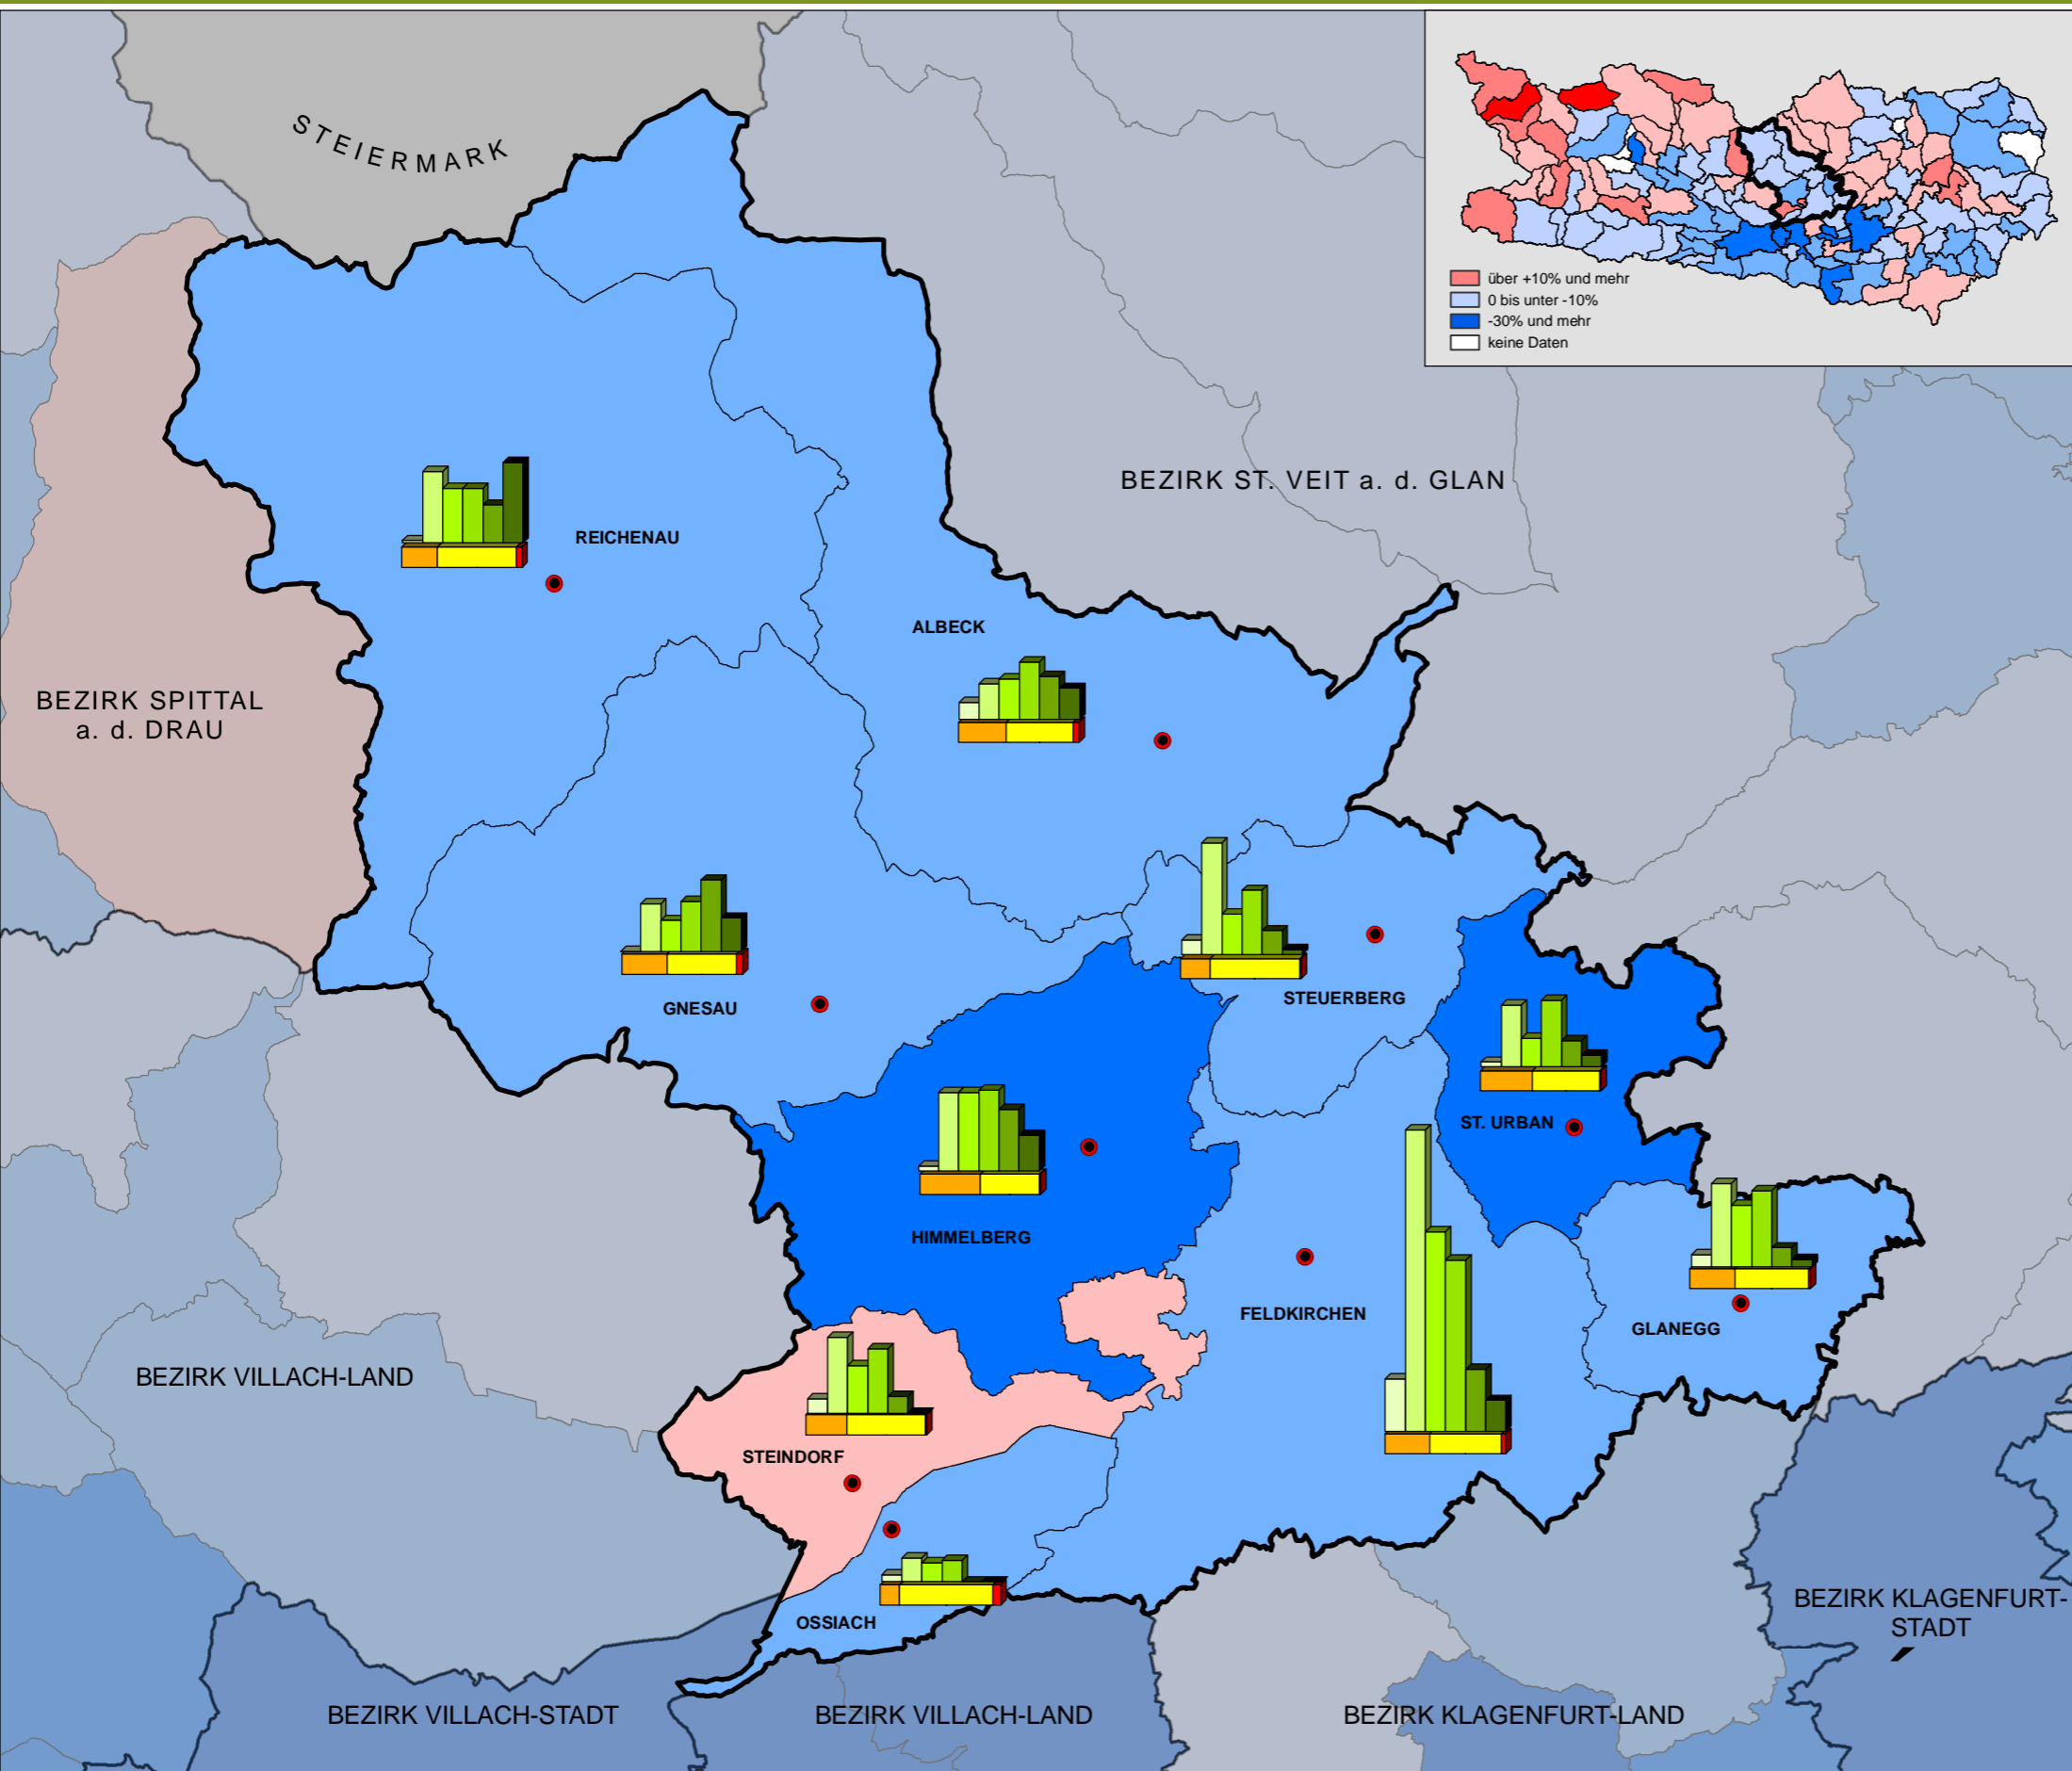 STEIERMARK
über +10% und mehr
0 bis unter -10%
-30% und mehr
keine Daten
BEZIRK ST. VEIT a. d. GLAN
REICHENAU
ALBECK
BEZIRK SPITTAL
a. d. DRAU
STEUERBERG
GNESAU
ST. URBAN
HIMMELBERG
FELDKIRCHEN
GLANEGG
BEZIRK VILLACH-LAND
STEINDORF
OSSIACH
BEZIRK KLAGENFURT-
STADT
BEZIRK VILLACH-STADT
BEZIRK VILLACH-LAND
BEZIRK KLAGENFURT-LAND